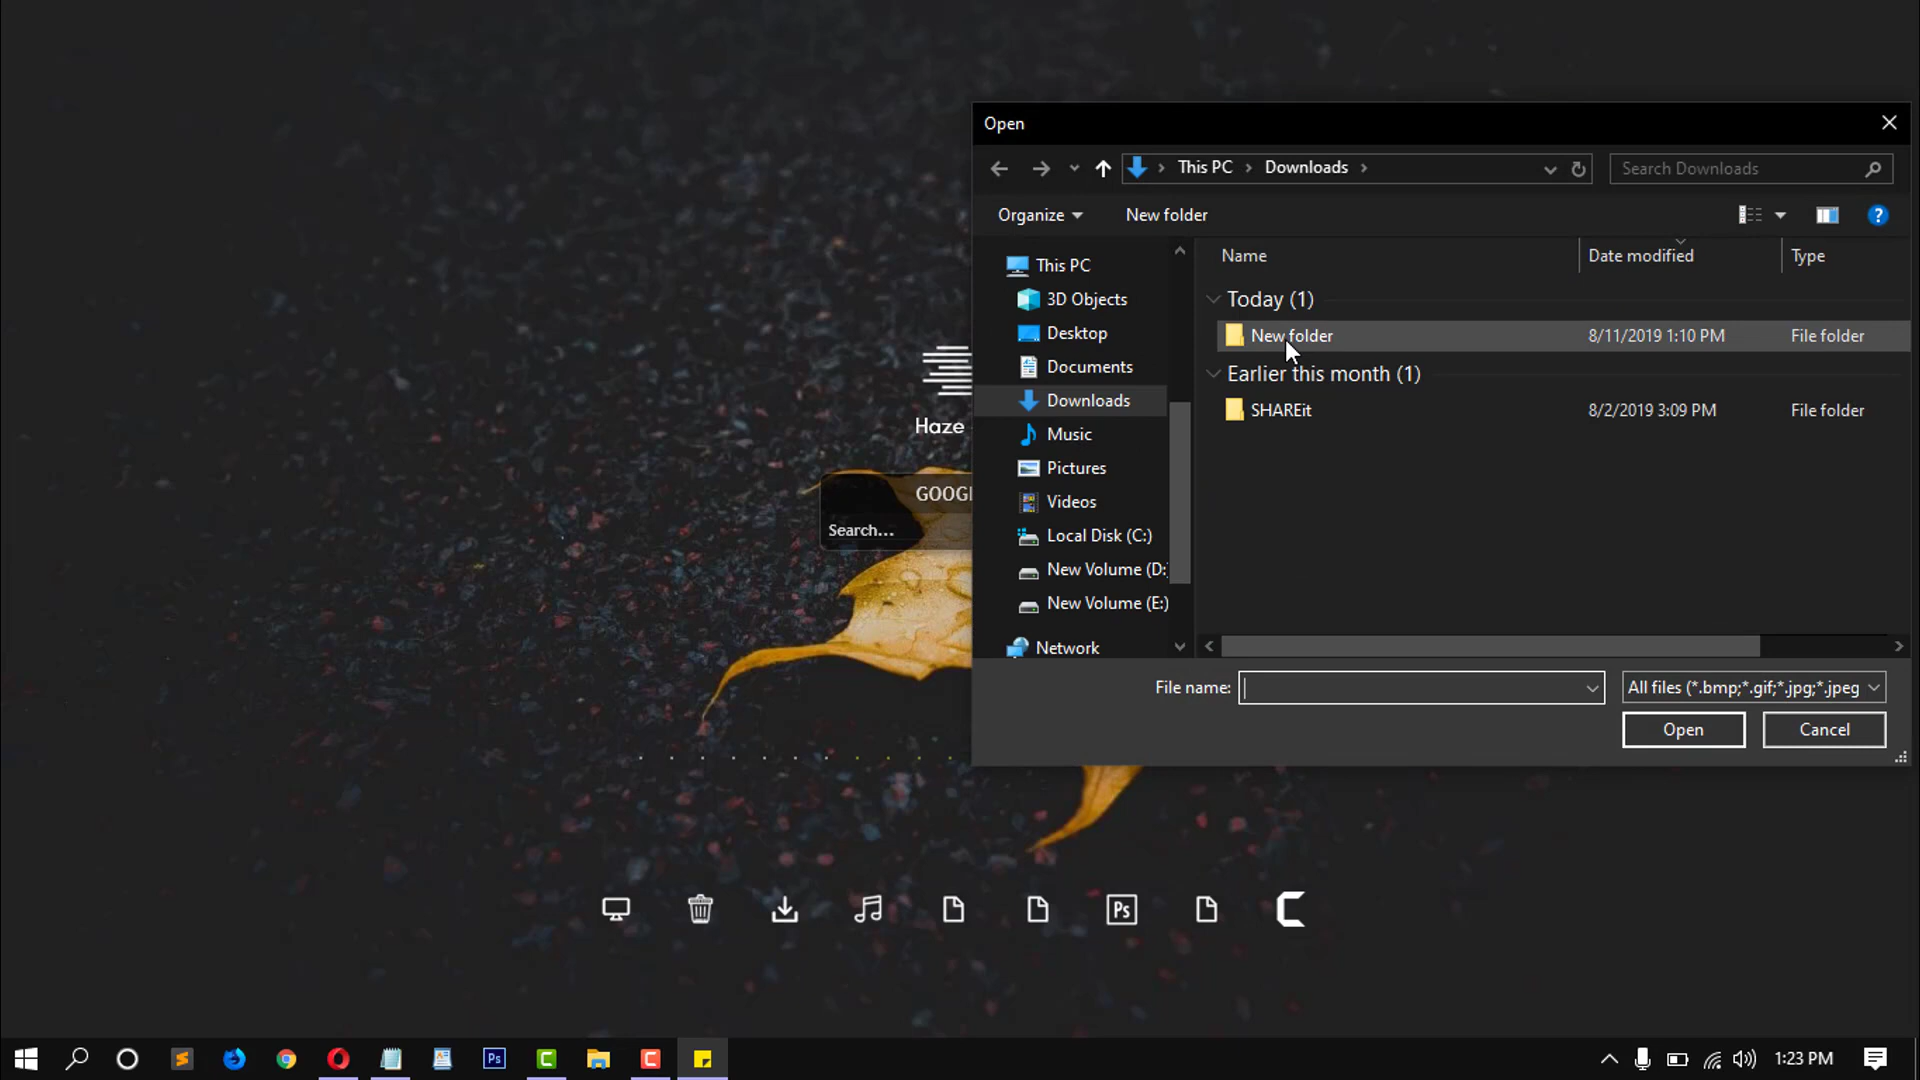 Open
This PC
Downloads
Search Downloads
Organize
New folder
?
Name
Date modified
Type
This PC
3D Objects
Desktop
Documents
Downloads
Music
Pictures
Videos
Local Disk (C:)
New Volume (D:)
New Volume (E:)
Network
Today (1)
New folder 8/11/2019 1:10 PM File folder
Earlier this month (1)
SHAREit 8/2/2019 3:09 PM File folder
File name:
All files (*.bmp;*.gif;*.jpg;*.jpeg
Open
Cancel
Haze
GOOG
Search...
Ps
Ps
1:23 PM